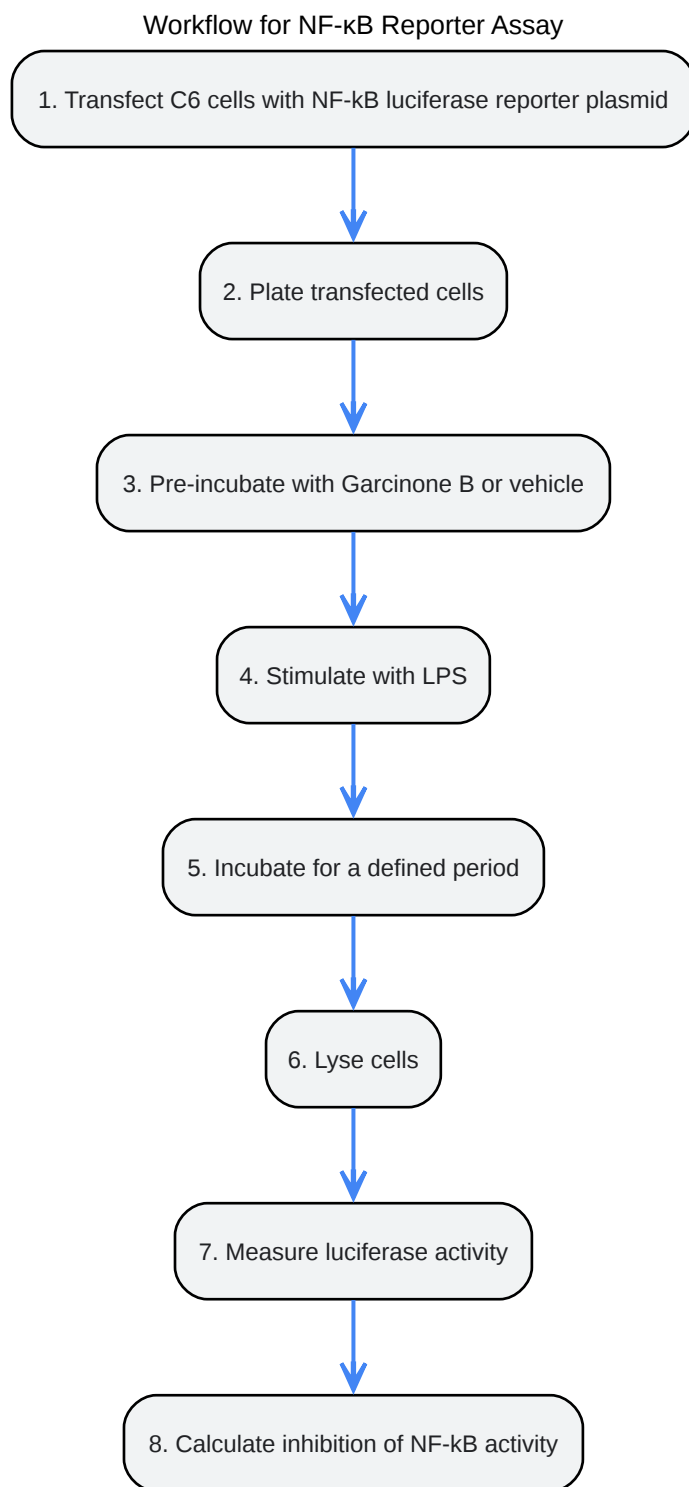 Workflow for NF-κB Reporter Assay
1. Transfect C6 cells with NF-kB luciferase reporter plasmid
2. Plate transfected cells
3. Pre-incubate with Garcinone B or vehicle
4. Stimulate with LPS
5. Incubate for a defined period
6. Lyse cells
7. Measure luciferase activity
8. Calculate inhibition of NF-kB activity